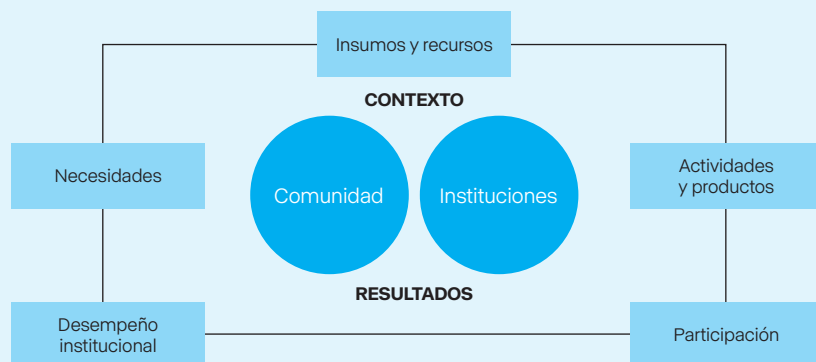 Insumos y recursos
CONTEXTO
Necesidades
Comunidad
Instituciones
Actividades
y productos
RESULTADOS
Desempeño
institucional
Participación